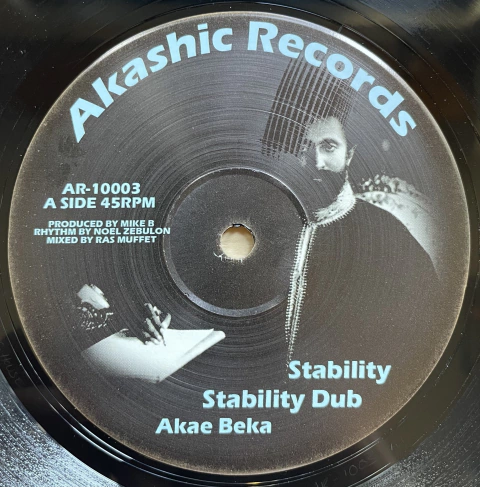 Akashic Records
AR-10003
A SIDE 45RPM
PRODUCED BY MIKE B
RHYTHM BY NOEL ZEBULON
MIXED BY RAS MUFFET
Stability
Stability Dub
Akae Beka